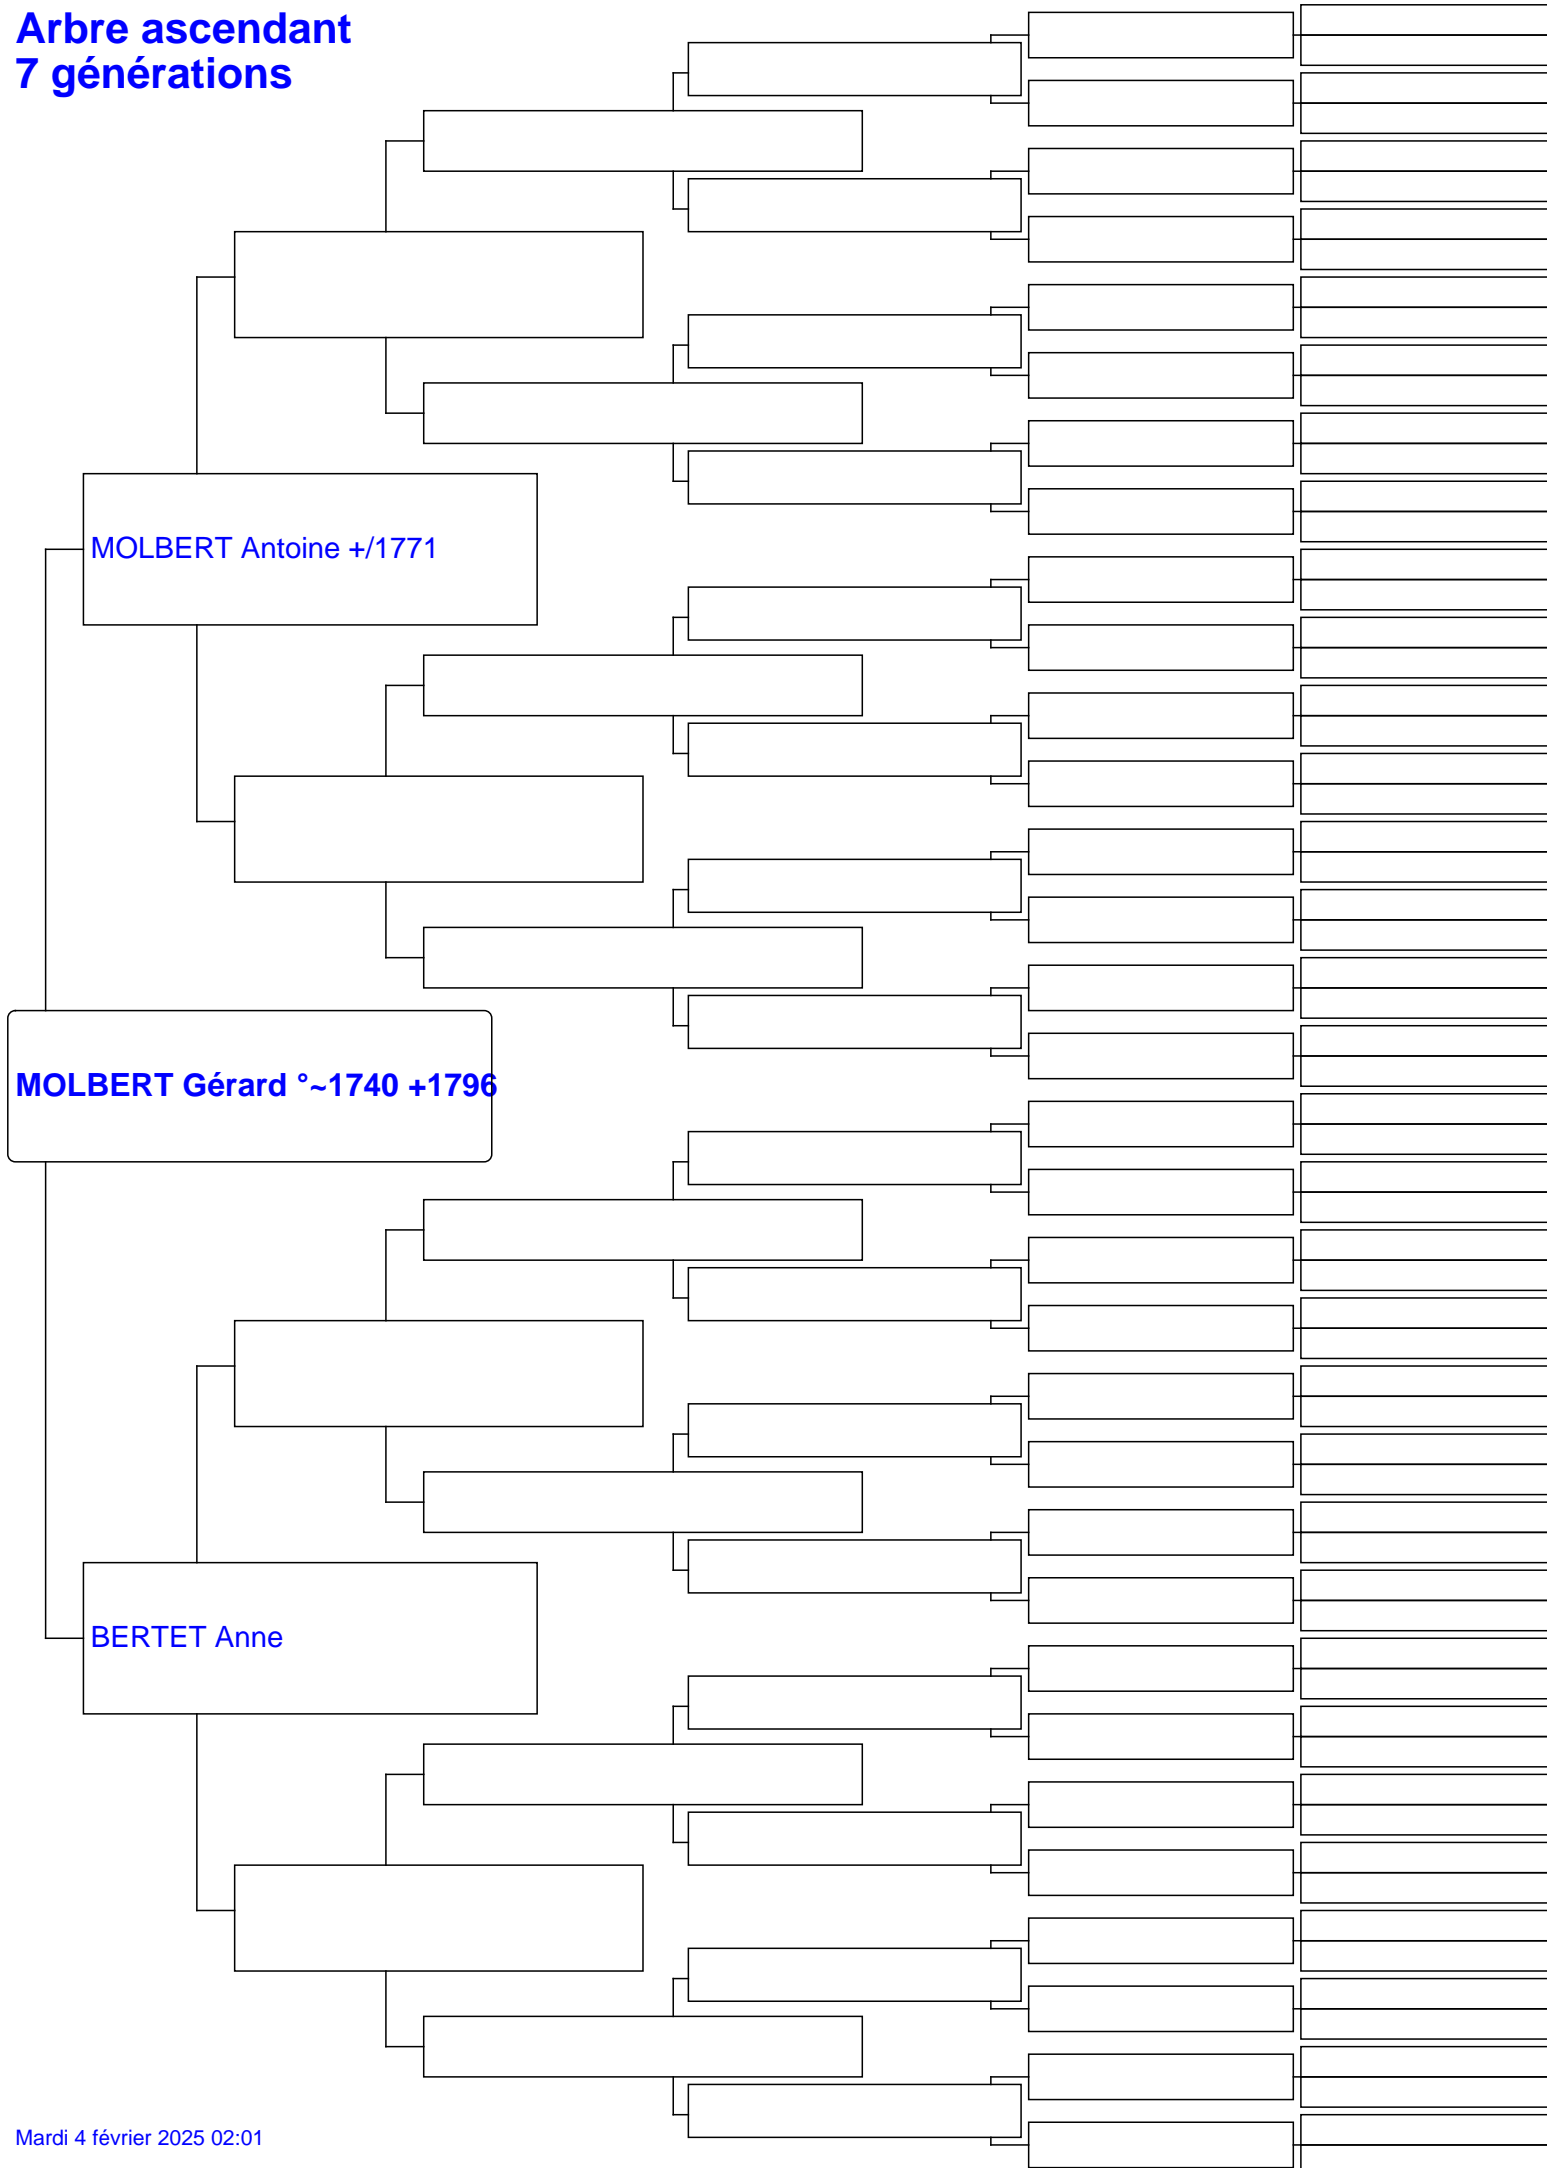 Arbre ascendant
7 générations
MOLBERT Antoine +/1771
MOLBERT Gérard °~1740 +1796
BERTET Anne
Mardi 4 février 2025 02:01